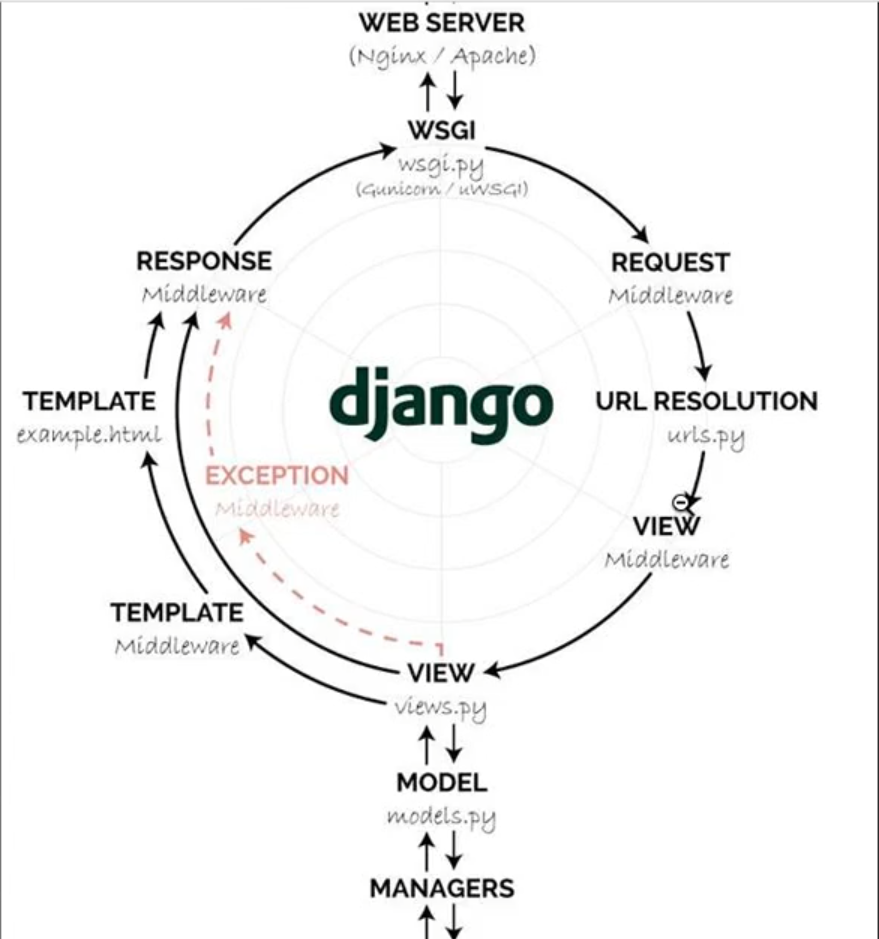 WEB SERVER
(Nginx / Apache)
WSGI
wsgi.py
(Gunicorn / uWSGI)
RESPONSE
Middleware
REQUEST
Middleware
django
TEMPLATE
example.html
URL RESOLUTION
urls.py
EXCEPTION
Middleware
VIEW
Middleware
TEMPLATE
Middleware
VIEW
views.py
MODEL
models.py
MANAGERS